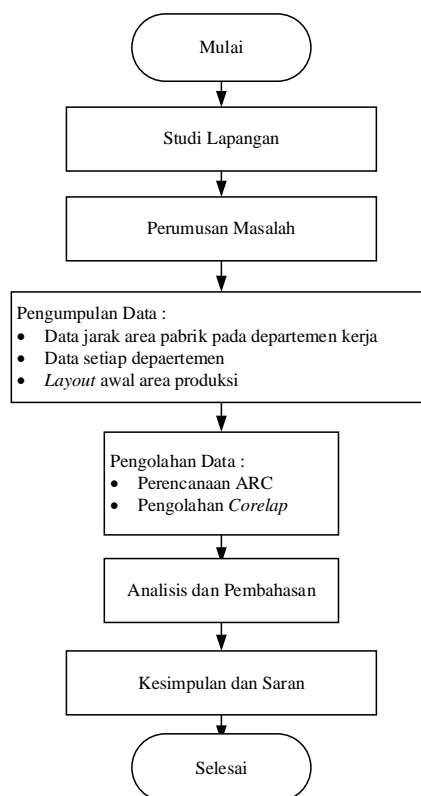 Mulai
Studi Lapangan
Perumusan Masalah
Pengumpulan Data :
• Data jarak area pabrik pada departemen kerja
• Data setiap depaertemen
• Layout awal area produksi
Pengolahan Data :
• Perencanaan ARC
• Pengolahan Corelap
Analisis dan Pembahasan
Kesimpulan dan Saran
Selesai